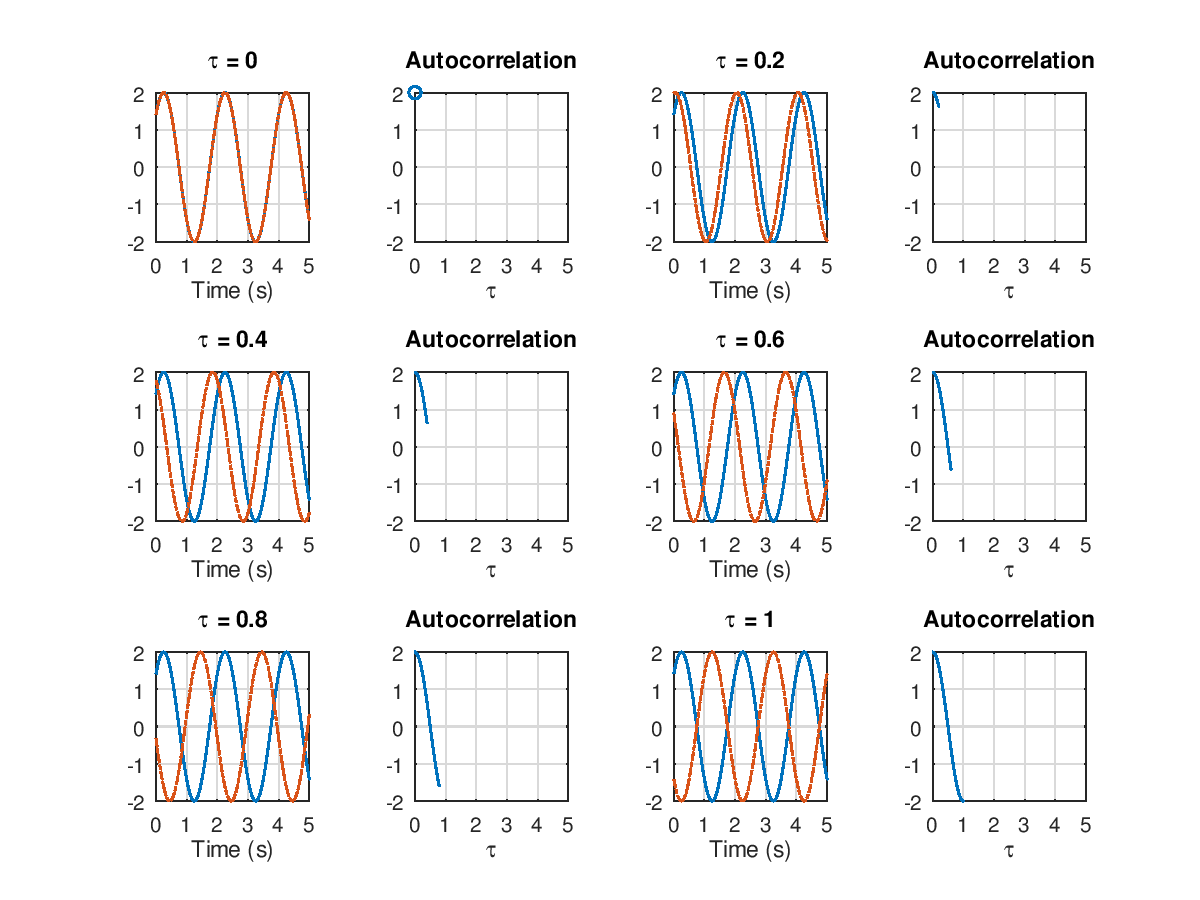 τ = 0
Autocorrelation
τ = 0.2
Autocorrelation
2
1
0
-1
-2
0 1 2 3 4 5
Time (s)
2
1
0
-1
-2
0 1 2 3 4 5
τ
2
1
0
-1
-2
0 1 2 3 4 5
Time (s)
2
1
0
-1
-2
0 1 2 3 4 5
τ
τ = 0.4
Autocorrelation
τ = 0.6
Autocorrelation
2
1
0
-1
-2
0 1 2 3 4 5
Time (s)
2
1
0
-1
-2
0 1 2 3 4 5
τ
2
1
0
-1
-2
0 1 2 3 4 5
Time (s)
2
1
0
-1
-2
0 1 2 3 4 5
τ
τ = 0.8
Autocorrelation
τ = 1
Autocorrelation
2
1
0
-1
-2
0 1 2 3 4 5
Time (s)
2
1
0
-1
-2
0 1 2 3 4 5
τ
2
1
0
-1
-2
0 1 2 3 4 5
Time (s)
2
1
0
-1
-2
0 1 2 3 4 5
τ